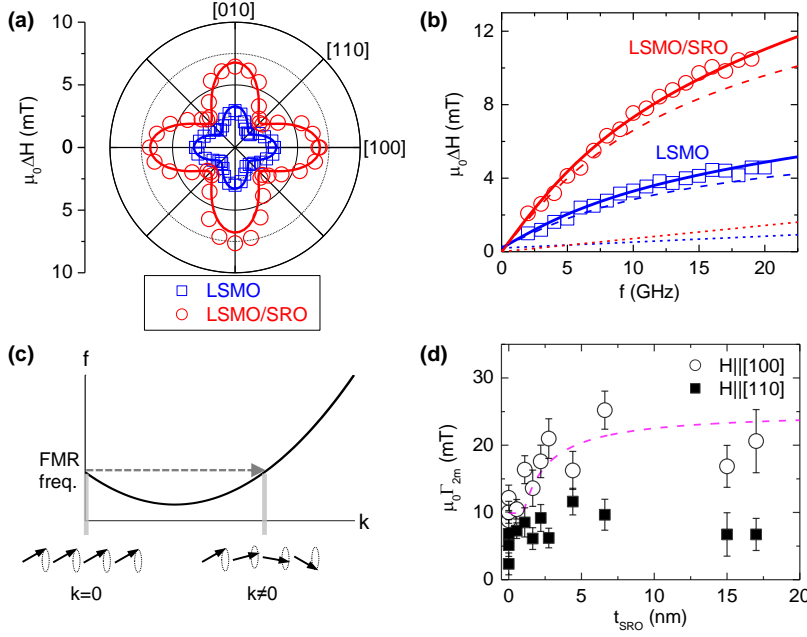 (a)
[010]
[110]
[100]
10
5
0
5
10
μ₀ΔH (mT)
LSMO
LSMO/SRO
(b)
12
8
4
0
μ₀ΔH (mT)
LSMO/SRO
LSMO
0 5 10 15 20
f (GHz)
(c)
f
FMR
freq.
k
k=0
k≠0
(d)
30
20
10
0
μ₀Γ₂ₘ (mT)
H||[100]
H||[110]
0 5 10 15 20
t_SRO (nm)